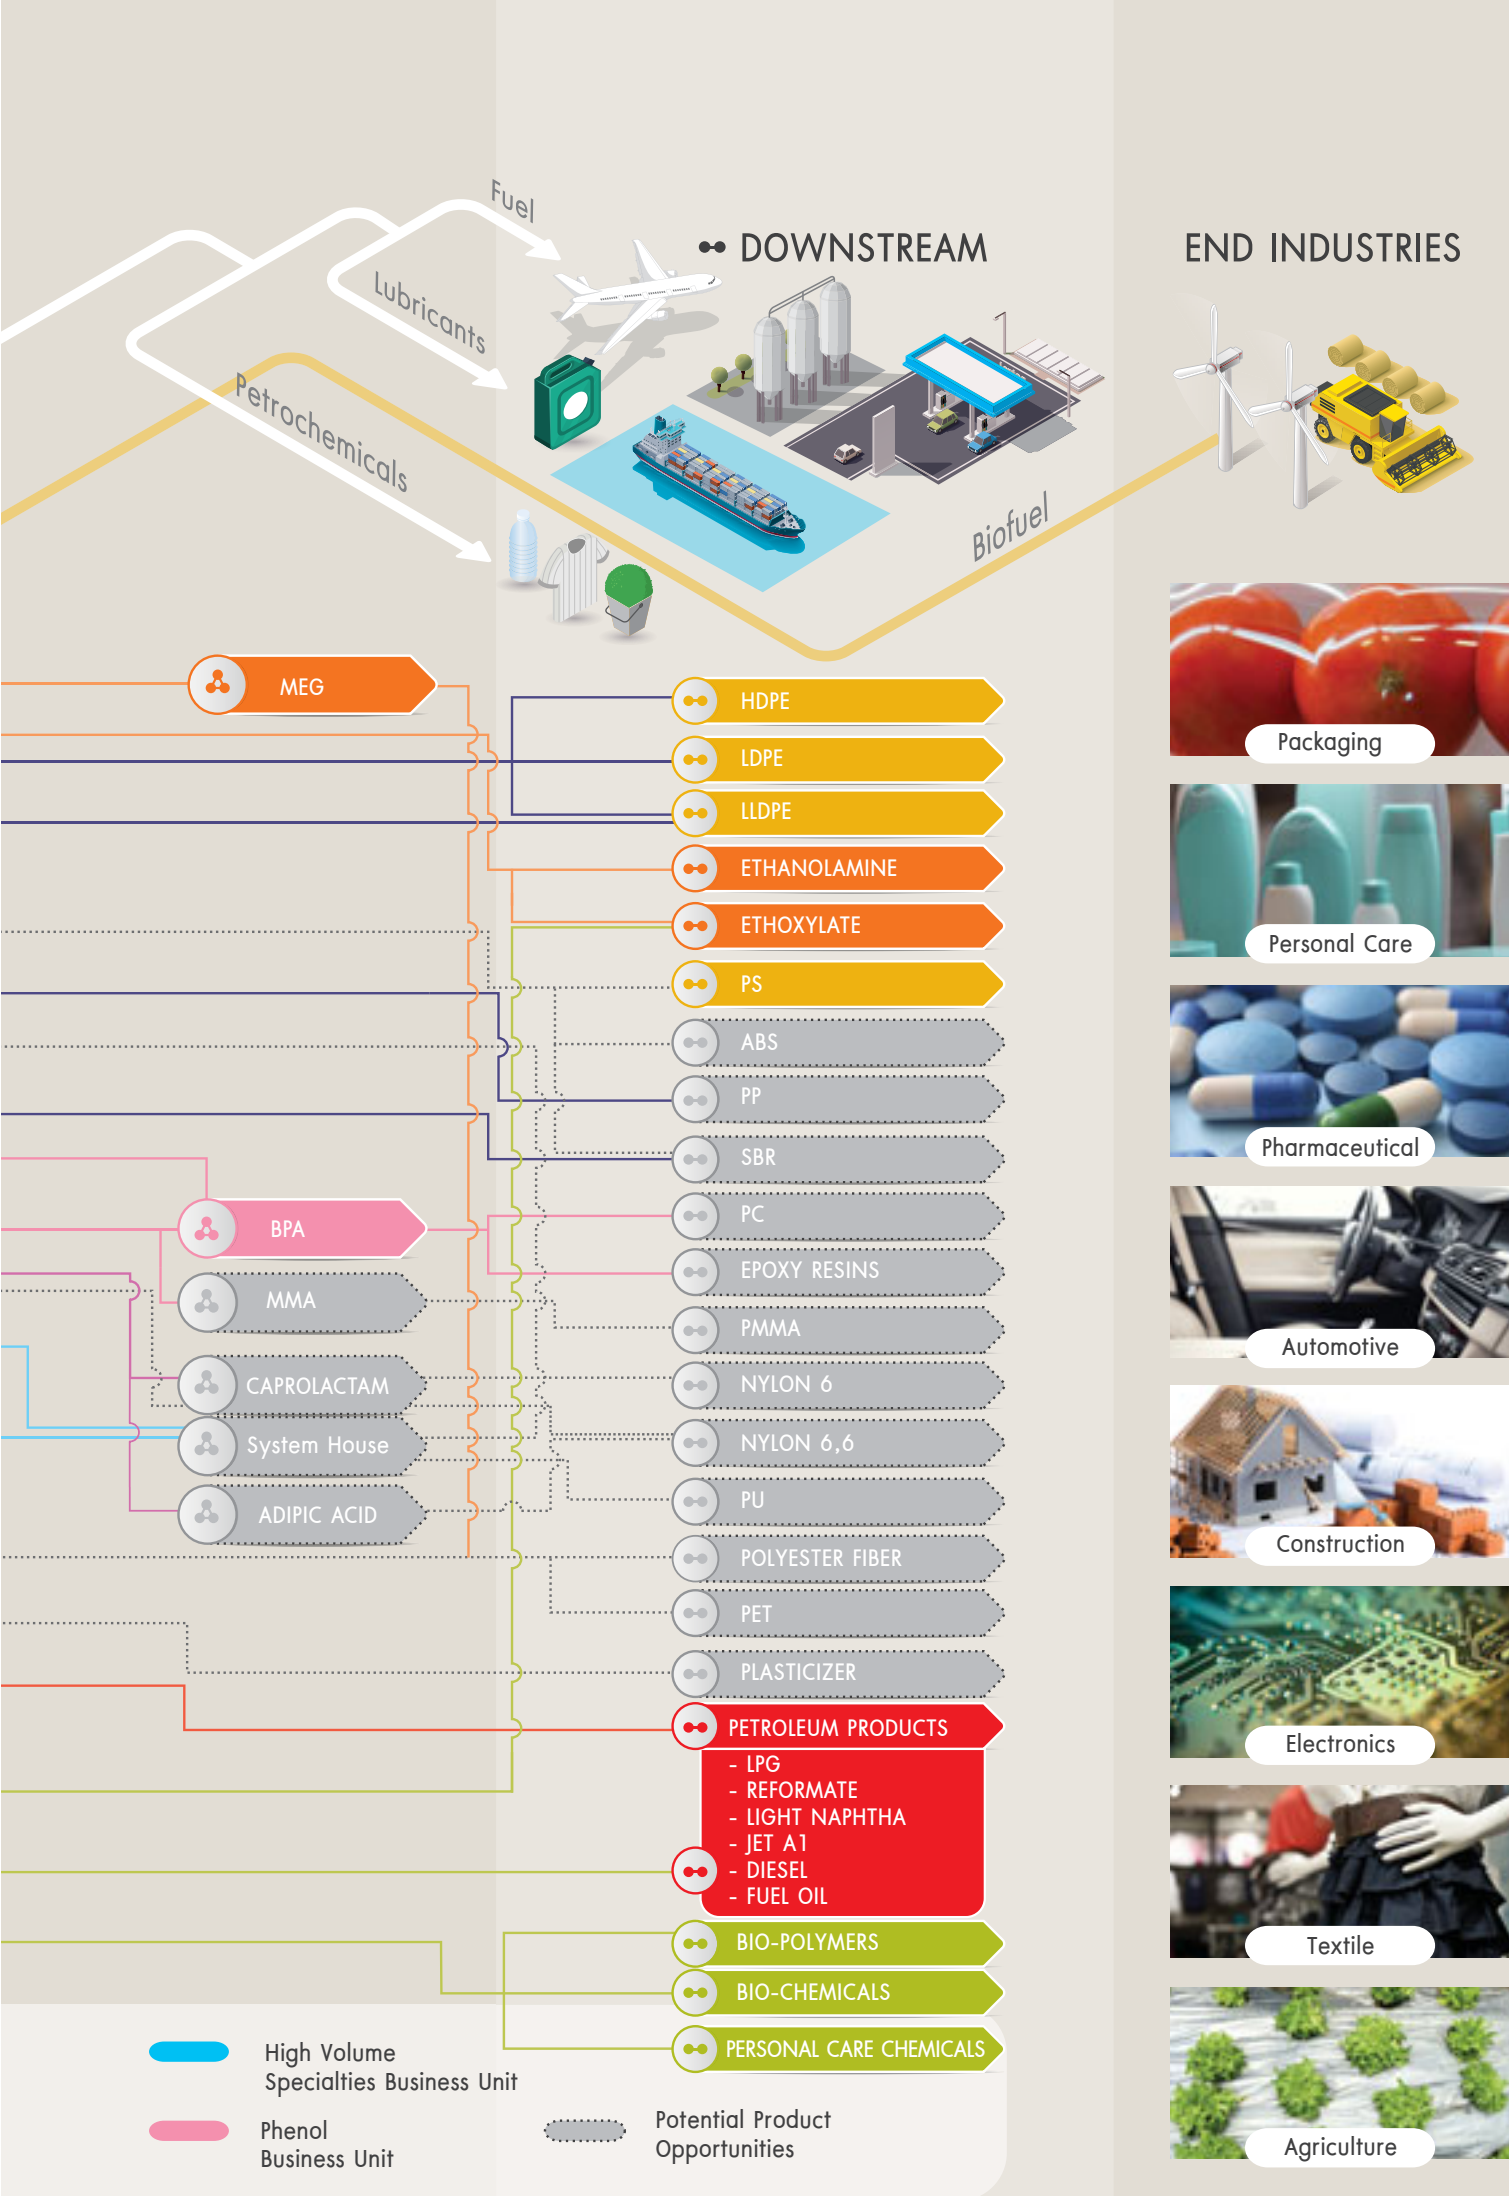 Fuel
Lubricants
Petrochemicals
Biofuel
DOWNSTREAM
END INDUSTRIES
MEG
BPA
MMA
CAPROLACTAM
System House
ADIPIC ACID
HDPE
LDPE
LLDPE
ETHANOLAMINE
ETHOXYLATE
PS
ABS
PP
SBR
PC
EPOXY RESINS
PMMA
NYLON 6
NYLON 6,6
PU
POLYESTER FIBER
PET
PLASTICIZER
PETROLEUM PRODUCTS
- LPG
- REFORMATE
- LIGHT NAPHTHA
- JET A1
- DIESEL
- FUEL OIL
BIO-POLYMERS
BIO-CHEMICALS
PERSONAL CARE CHEMICALS
Packaging
Personal Care
Pharmaceutical
Automotive
Construction
Electronics
Textile
Agriculture
High Volume
Specialties Business Unit
Phenol
Business Unit
Potential Product
Opportunities